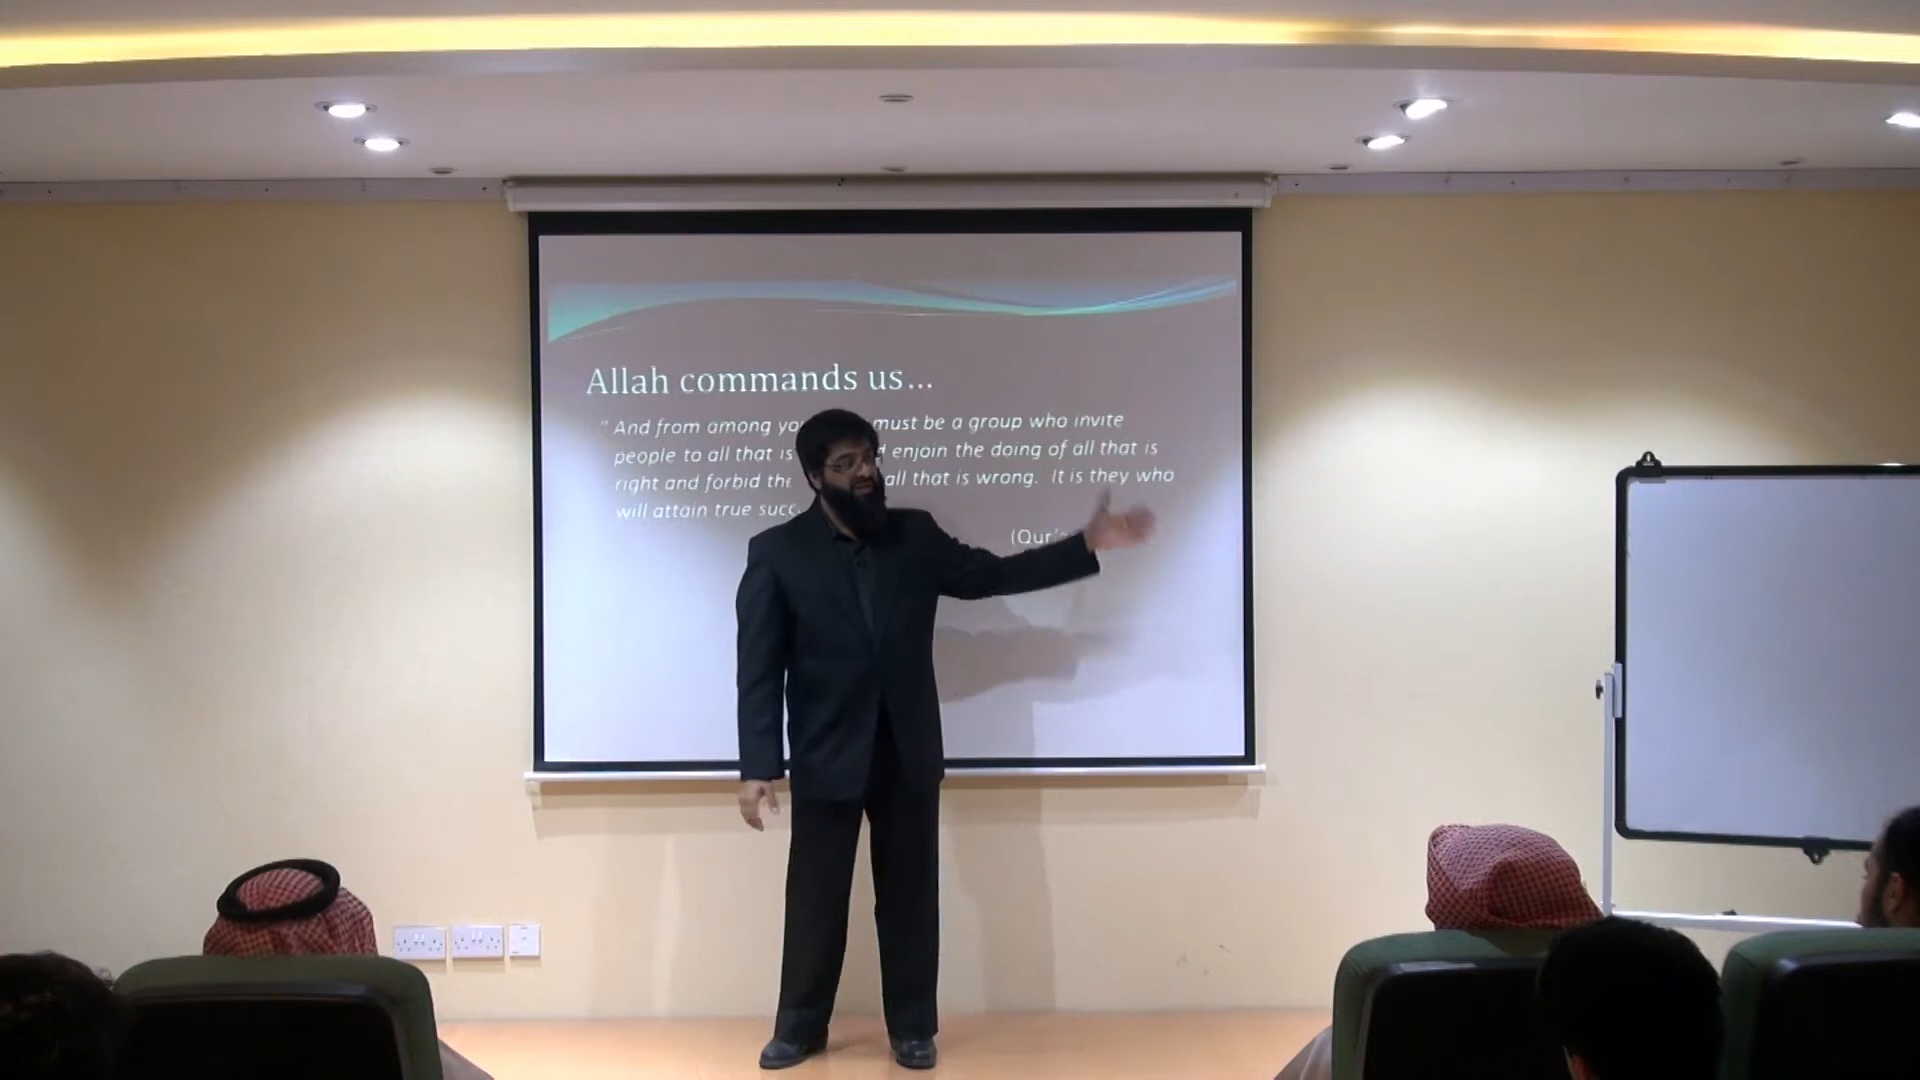 Allah commands us...
" And from among you must be a group who invite
people to all that is enjoin the doing of all that is
right and forbid the all that is wrong. It is they who
will attain true
(Qur'